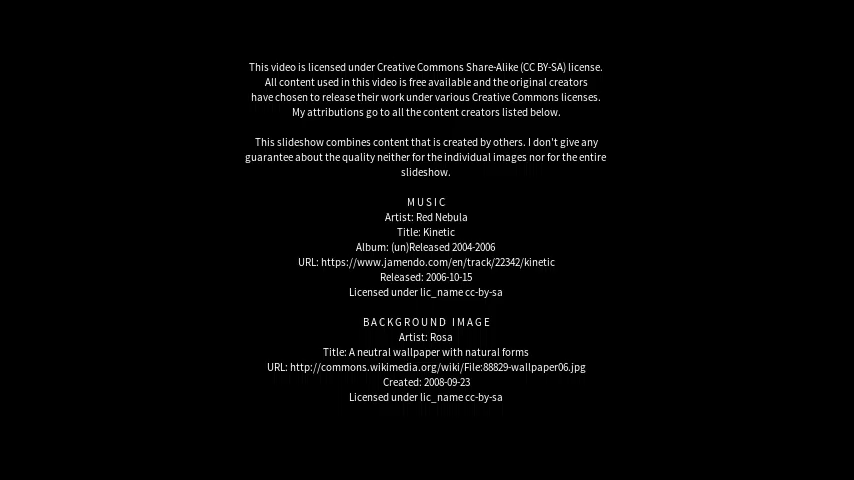 This video is licensed under Creative Commons Share-Alike (CC BY-SA) license.
All content used in this video is free available and the original creators
have chosen to release their work under various Creative Commons licenses.
My attributions go to all the content creators listed below.
This slideshow combines content that is created by others. I don't give any
guarantee about the quality neither for the individual images nor for the entire
slideshow.
M U S I C
Artist: Red Nebula
Title: Kinetic
Album: (un)Released 2004-2006
URL: https://www.jamendo.com/en/track/22342/kinetic
Released: 2006-10-15
Licensed under lic_name cc-by-sa
B A C K G R O U N D   I M A G E
Artist: Rosa
Title: A neutral wallpaper with natural forms
URL: http://commons.wikimedia.org/wiki/File:88829-wallpaper06.jpg
Created: 2008-09-23
Licensed under lic_name cc-by-sa